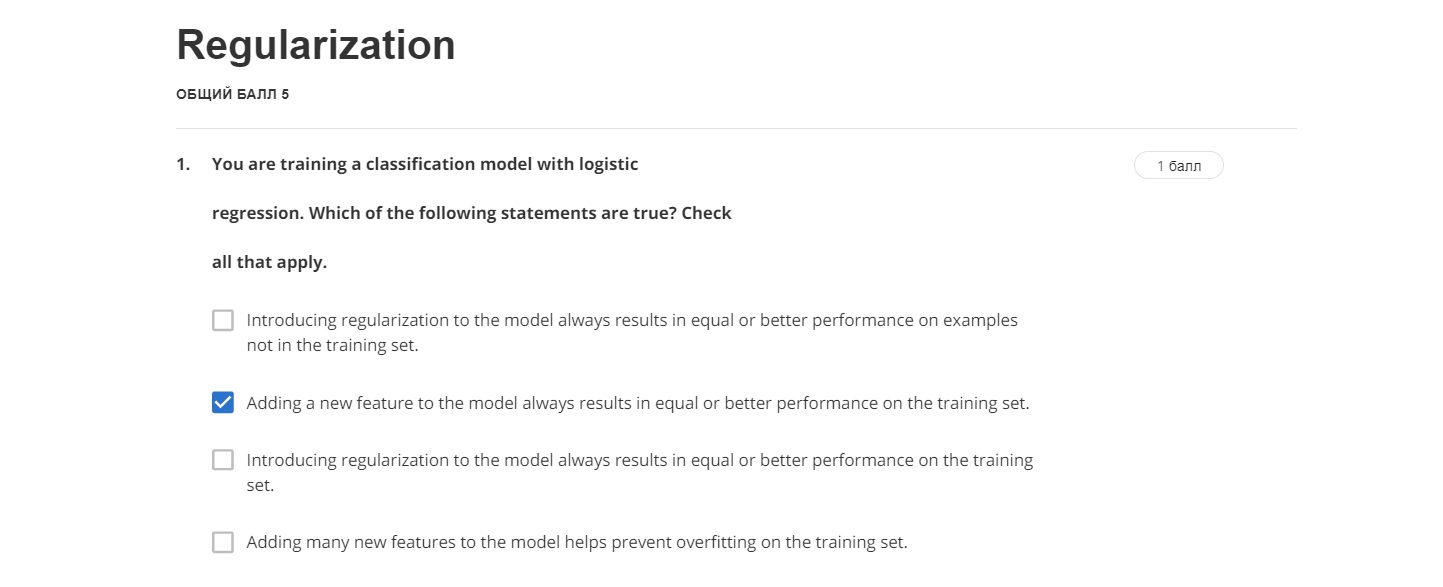 Regularization
ОБЩИЙ БАЛЛ 5
1. You are training a classification model with logistic
1 балл
regression. Which of the following statements are true? Check
all that apply.
Introducing regularization to the model always results in equal or better performance on examples
not in the training set.
Adding a new feature to the model always results in equal or better performance on the training set.
Introducing regularization to the model always results in equal or better performance on the training
set.
Adding many new features to the model helps prevent overfitting on the training set.